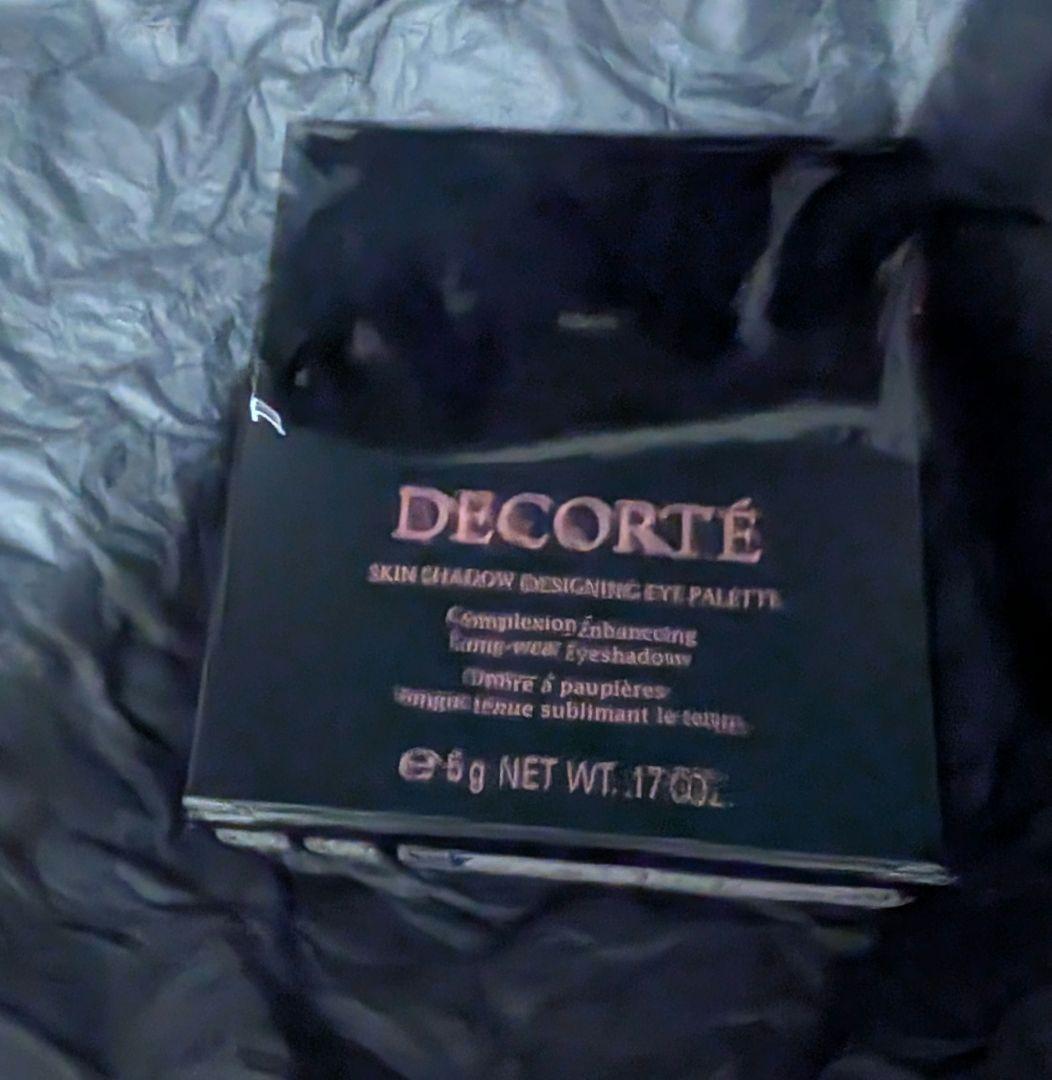 DECORTÉ
SKIN SHADOW DESIGNING EYE PALETTE
Complexion Enhancing
Long-wear Eyeshadow
Ombre à paupières
longue tenue sublimant le teint
e 5 g NET WT. .17 OZ.